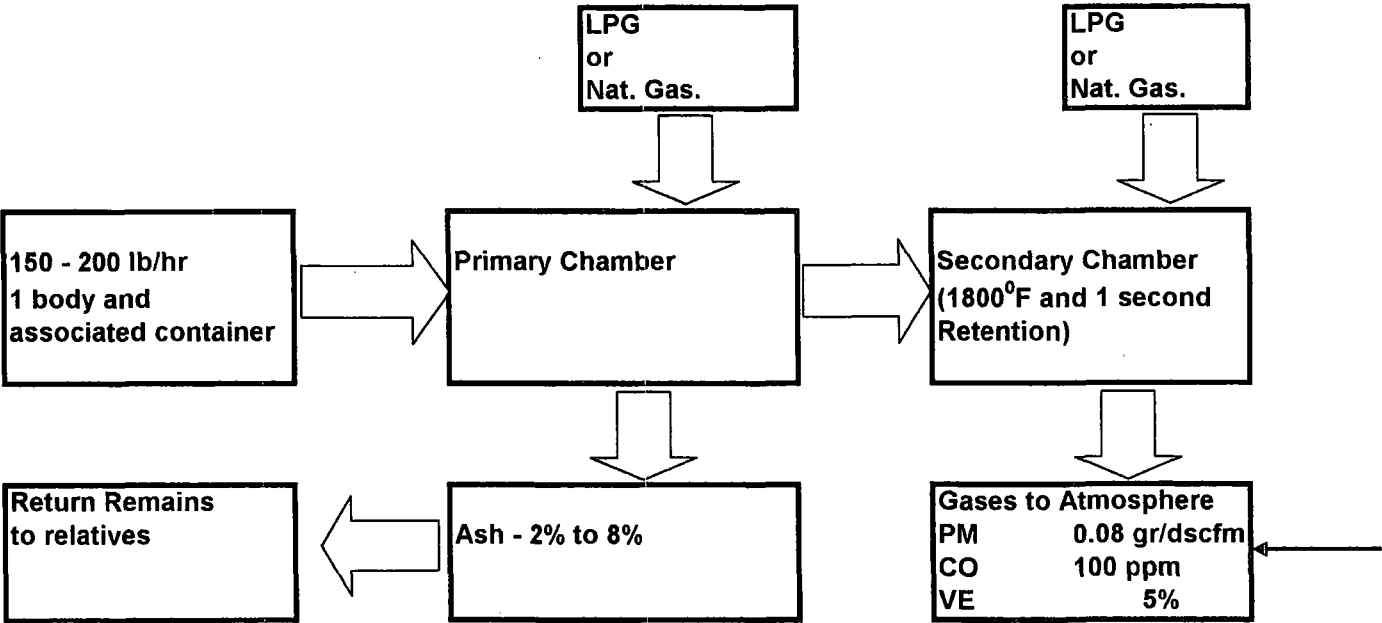 LPG
or
Nat. Gas.
LPG
or
Nat. Gas.
150 - 200 lb/hr
1 body and
associated container
Primary Chamber
Secondary Chamber
(1800⁰F and 1 second
Retention)
Return Remains
to relatives
Ash - 2% to 8%
Gases to Atmosphere
PM 0.08 gr/dscfm
CO 100 ppm
VE 5%